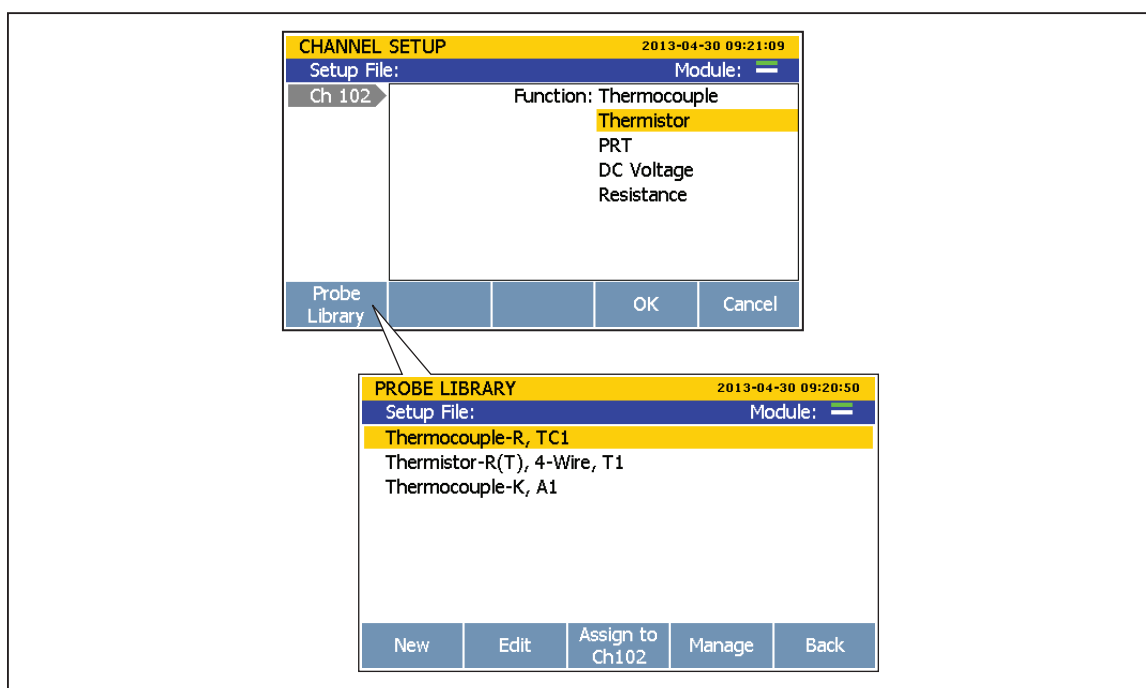 CHANNEL SETUP 2013-04-30 09:21:09
Setup File: Module:
Ch 102 Function: Thermocouple
Thermistor
PRT
DC Voltage
Resistance
Probe Library OK Cancel
PROBE LIBRARY 2013-04-30 09:20:50
Setup File: Module:
Thermocouple-R, TC1
Thermistor-R(T), 4-Wire, T1
Thermocouple-K, A1
New Edit Assign to Ch102 Manage Back